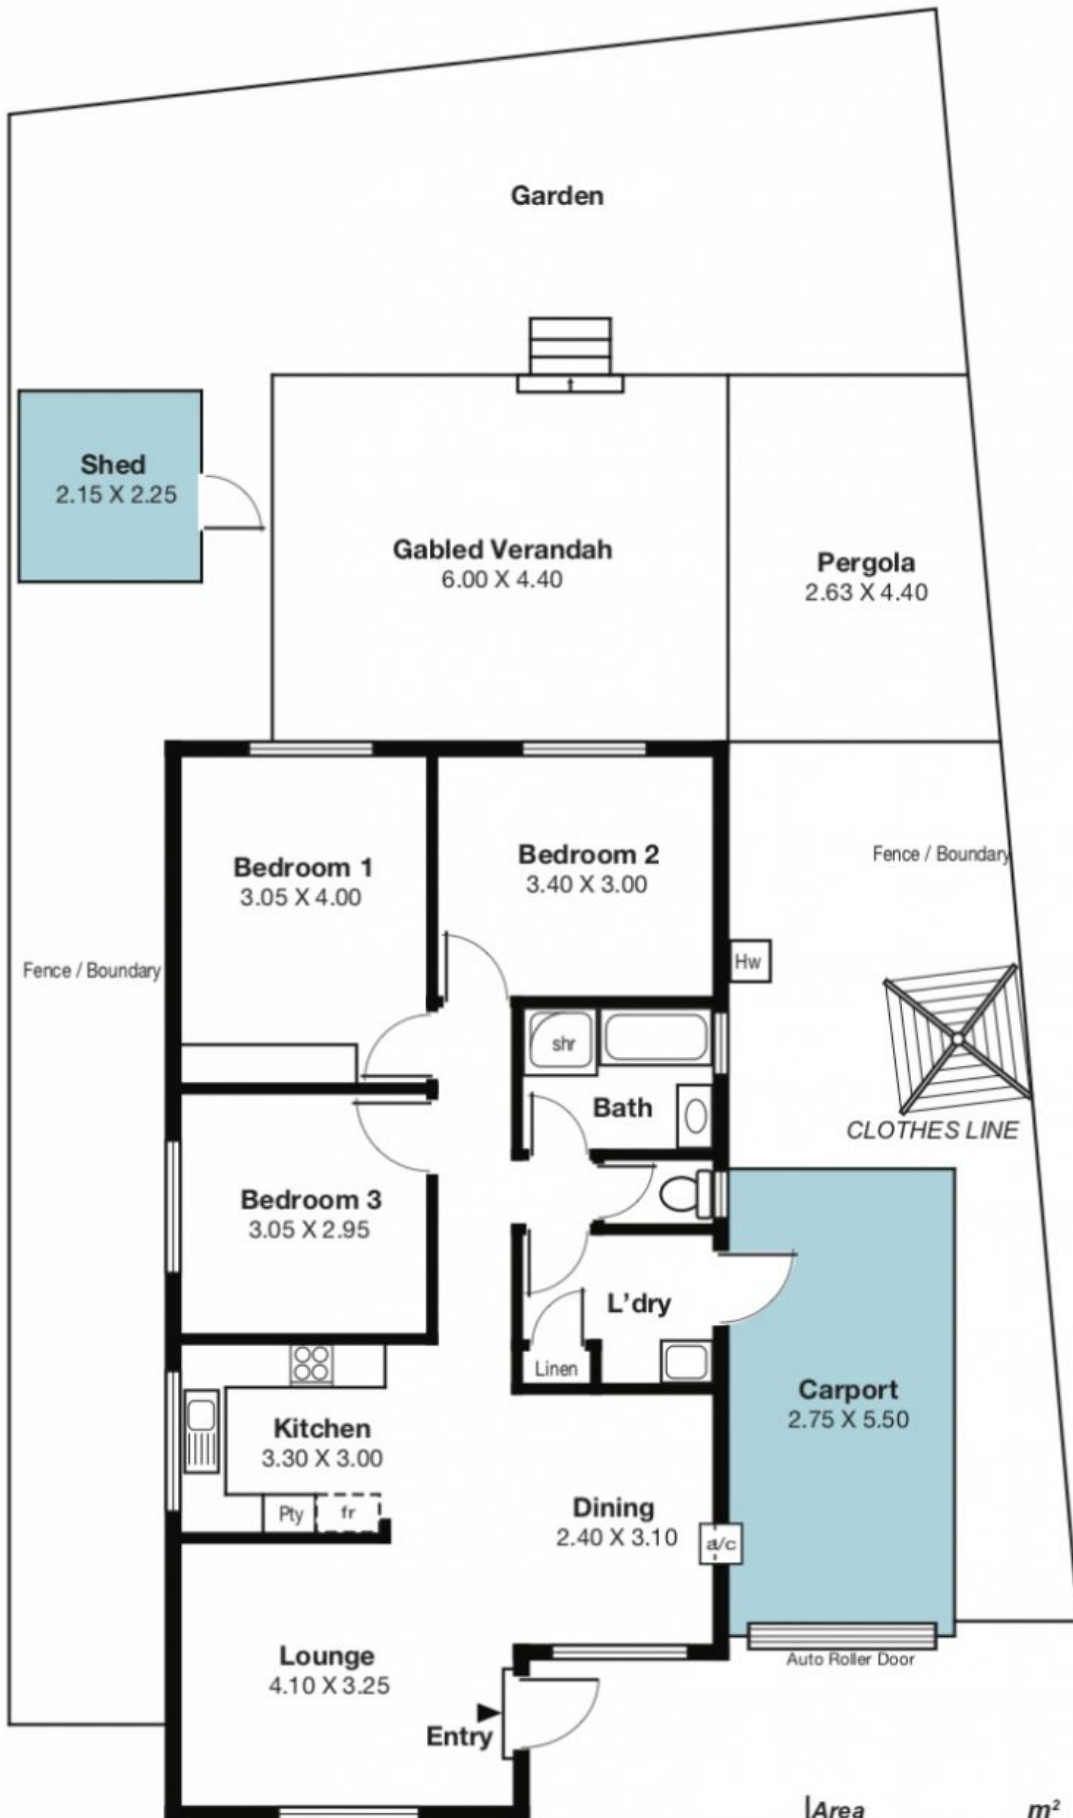 Garden
Shed
2.15 X 2.25
Gabled Verandah
6.00 X 4.40
Pergola
2.63 X 4.40
Bedroom 1
3.05 X 4.00
Bedroom 2
3.40 X 3.00
Fence / Boundary
Fence / Boundary
Hw
shr
Bath
CLOTHES LINE
Bedroom 3
3.05 X 2.95
L'dry
Linen
Carport
2.75 X 5.50
Kitchen
3.30 X 3.00
Pty
fr
Dining
2.40 X 3.10
a/c
Lounge
4.10 X 3.25
Auto Roller Door
Entry
Area m²